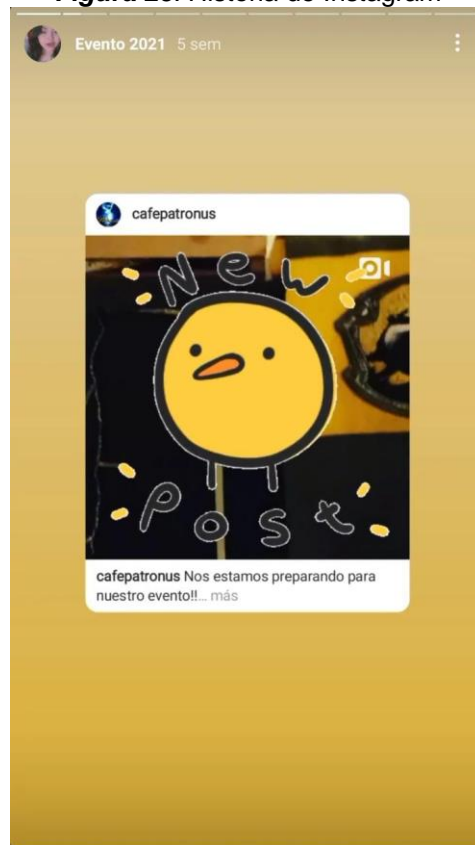 Figura Historia de Instagram
Evento 2021 5 sem
cafepatronus
New
Post
cafepatronus Nos estamos preparando para
nuestro evento!!... más